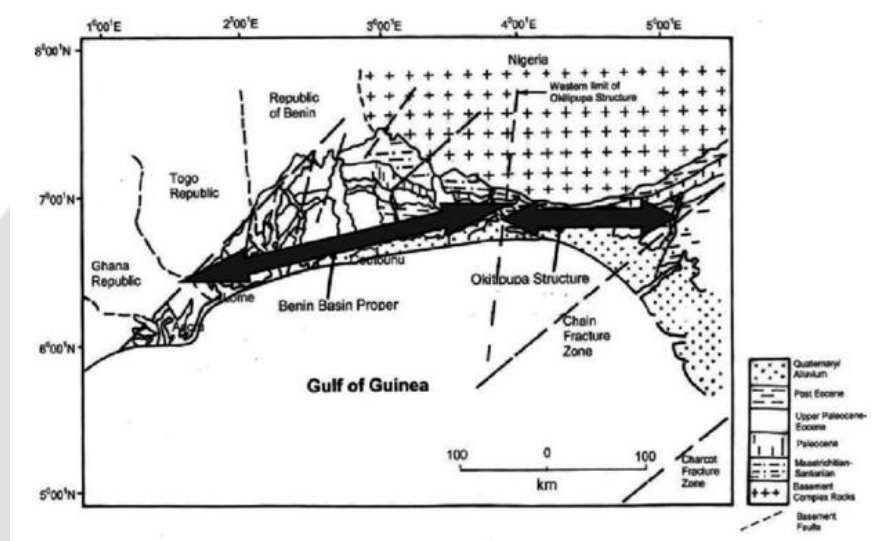 1°00'E 2°00'E 3°00'E 4°00'E 5°00'E
8°00'N
7°00'N
6°00'N
5°00'N
Nigeria
Western limit of
Okitipupa Structure
Republic
of Benin
Togo
Republic
Ghana
Republic
Lome
Benin Basin Proper
Okitipupa Structure
Chain
Fracture
Zone
Gulf of Guinea
100 0 100
km
Charcot
Fracture
Zone
Quaternary/
Alluvium
Post Eocene
Upper Paleocene-
Eocene
Paleocene
Maastrichitian-
Santonian
Basement
Complex Rocks
Basement
Faults